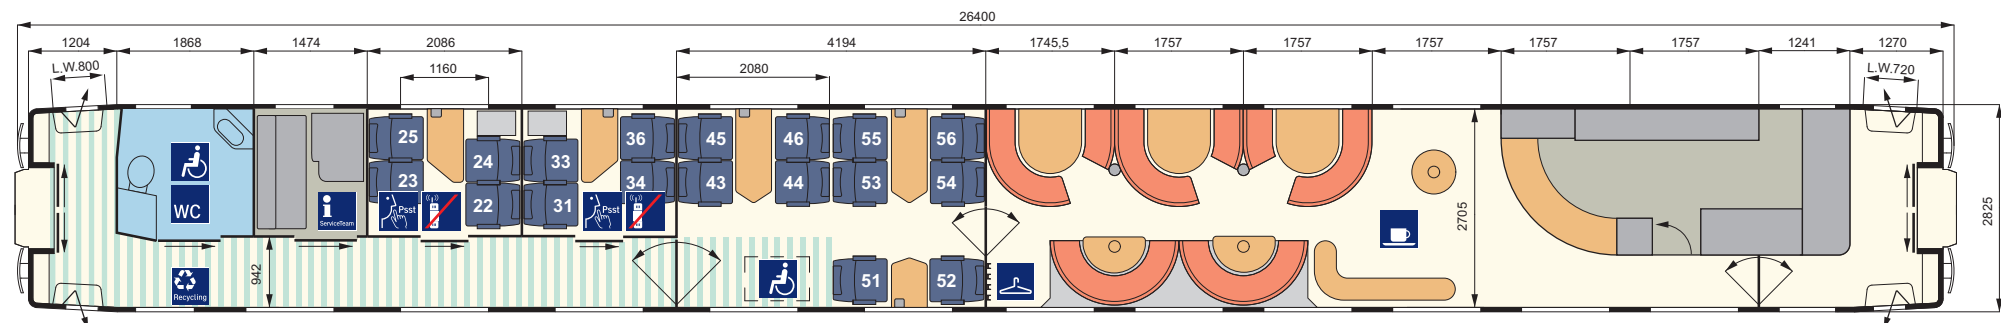 26400
1204 1868 1474 2086 4194 1745,5 1757 1757 1757 1757 1757 1241 1270
L.W.800 1160 2080 L.W.720
25 36 45 46 55 56
24 33
23 34 43 44 53 54
22 31
WC
i
ServiceTeam
Psst
Psst
2705
2825
942
Recycling
51 52